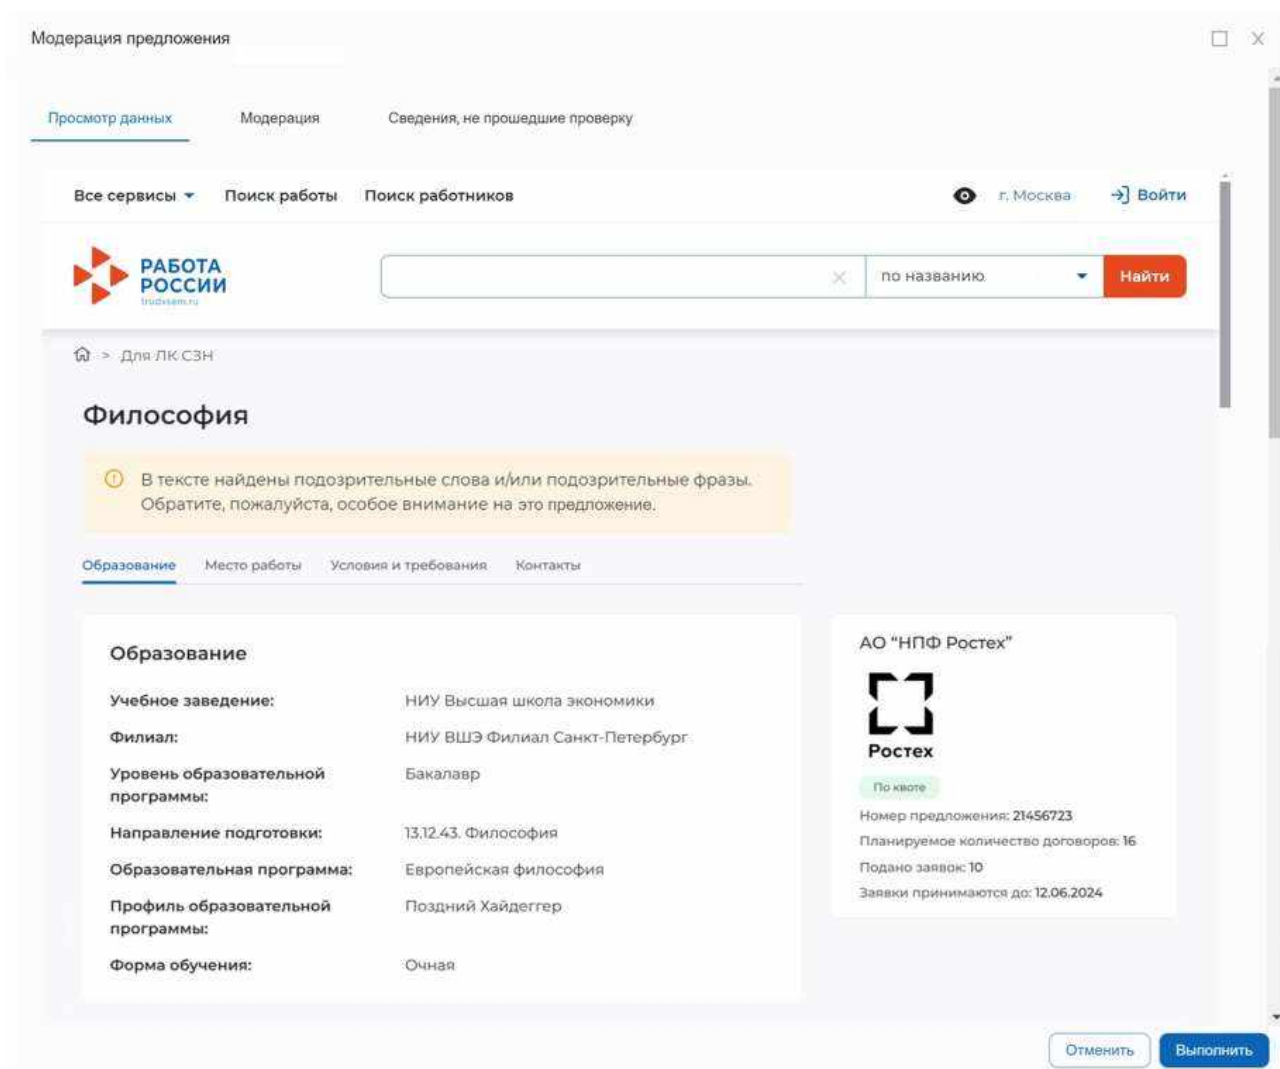 Модерация предложения
Просмотр данных Модерация Сведения, не прошедшие проверку
Все сервисы Поиск работы Поиск работников г. Москва Войти
РАБОТА
РОССИИ
trudvsem.ru
по названию Найти
> Для ЛК СЗН
Философия
В тексте найдены подозрительные слова и/или подозрительные фразы.
Обратите, пожалуйста, особое внимание на это предложение.
Образование Место работы Условия и требования Контакты
Образование
Учебное заведение: НИУ Высшая школа экономики
Филиал: НИУ ВШЭ Филиал Санкт-Петербург
Уровень образовательной Бакалавр
программы:
Направление подготовки: 13.12.43. Философия
Образовательная программа: Европейская философия
Профиль образовательной Поздний Хайдеггер
программы:
Форма обучения: Очная
АО “НПФ Ростех”
Ростех
По квоте
Номер предложения: 21456723
Планируемое количество договоров: 16
Подано заявок: 10
Заявки принимаются до: 12.06.2024
Отменить Выполнить